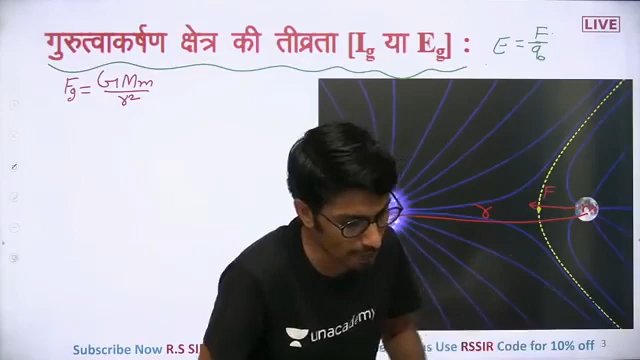 LIVE
गुरुत्वाकर्षण क्षेत्र की तीव्रता [Ig या Eg] : E = F/q
Fg = GMm/r²
F
r
m
unacademy
Subscribe Now R.S SI
s Use RSSIR Code for 10% off 3